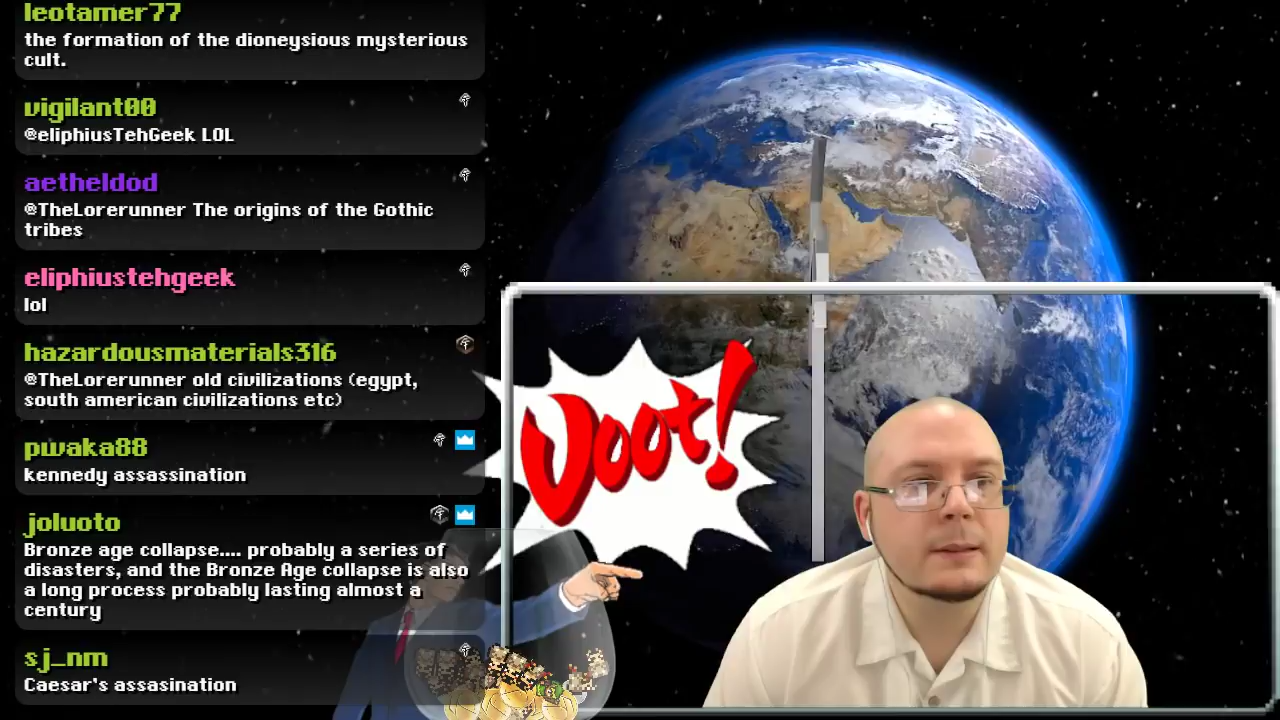 leotamer77
the formation of the dioneysious mysterious
cult.
vigilant00
@eliphiusTehGeek LOL
aetheldod
@TheLorerunner The origins of the Gothic
tribes
eliphiustehgeek
lol
hazardousmaterials316
@TheLorerunner old civilizations (egypt,
south american civilizations etc)
pwaka88
kennedy assassination
joluoto
Bronze age collapse.... probably a series of
disasters, and the Bronze Age collapse is also
a long process probably lasting almost a
century
sj_nm
Caesar's assasination
Voot!